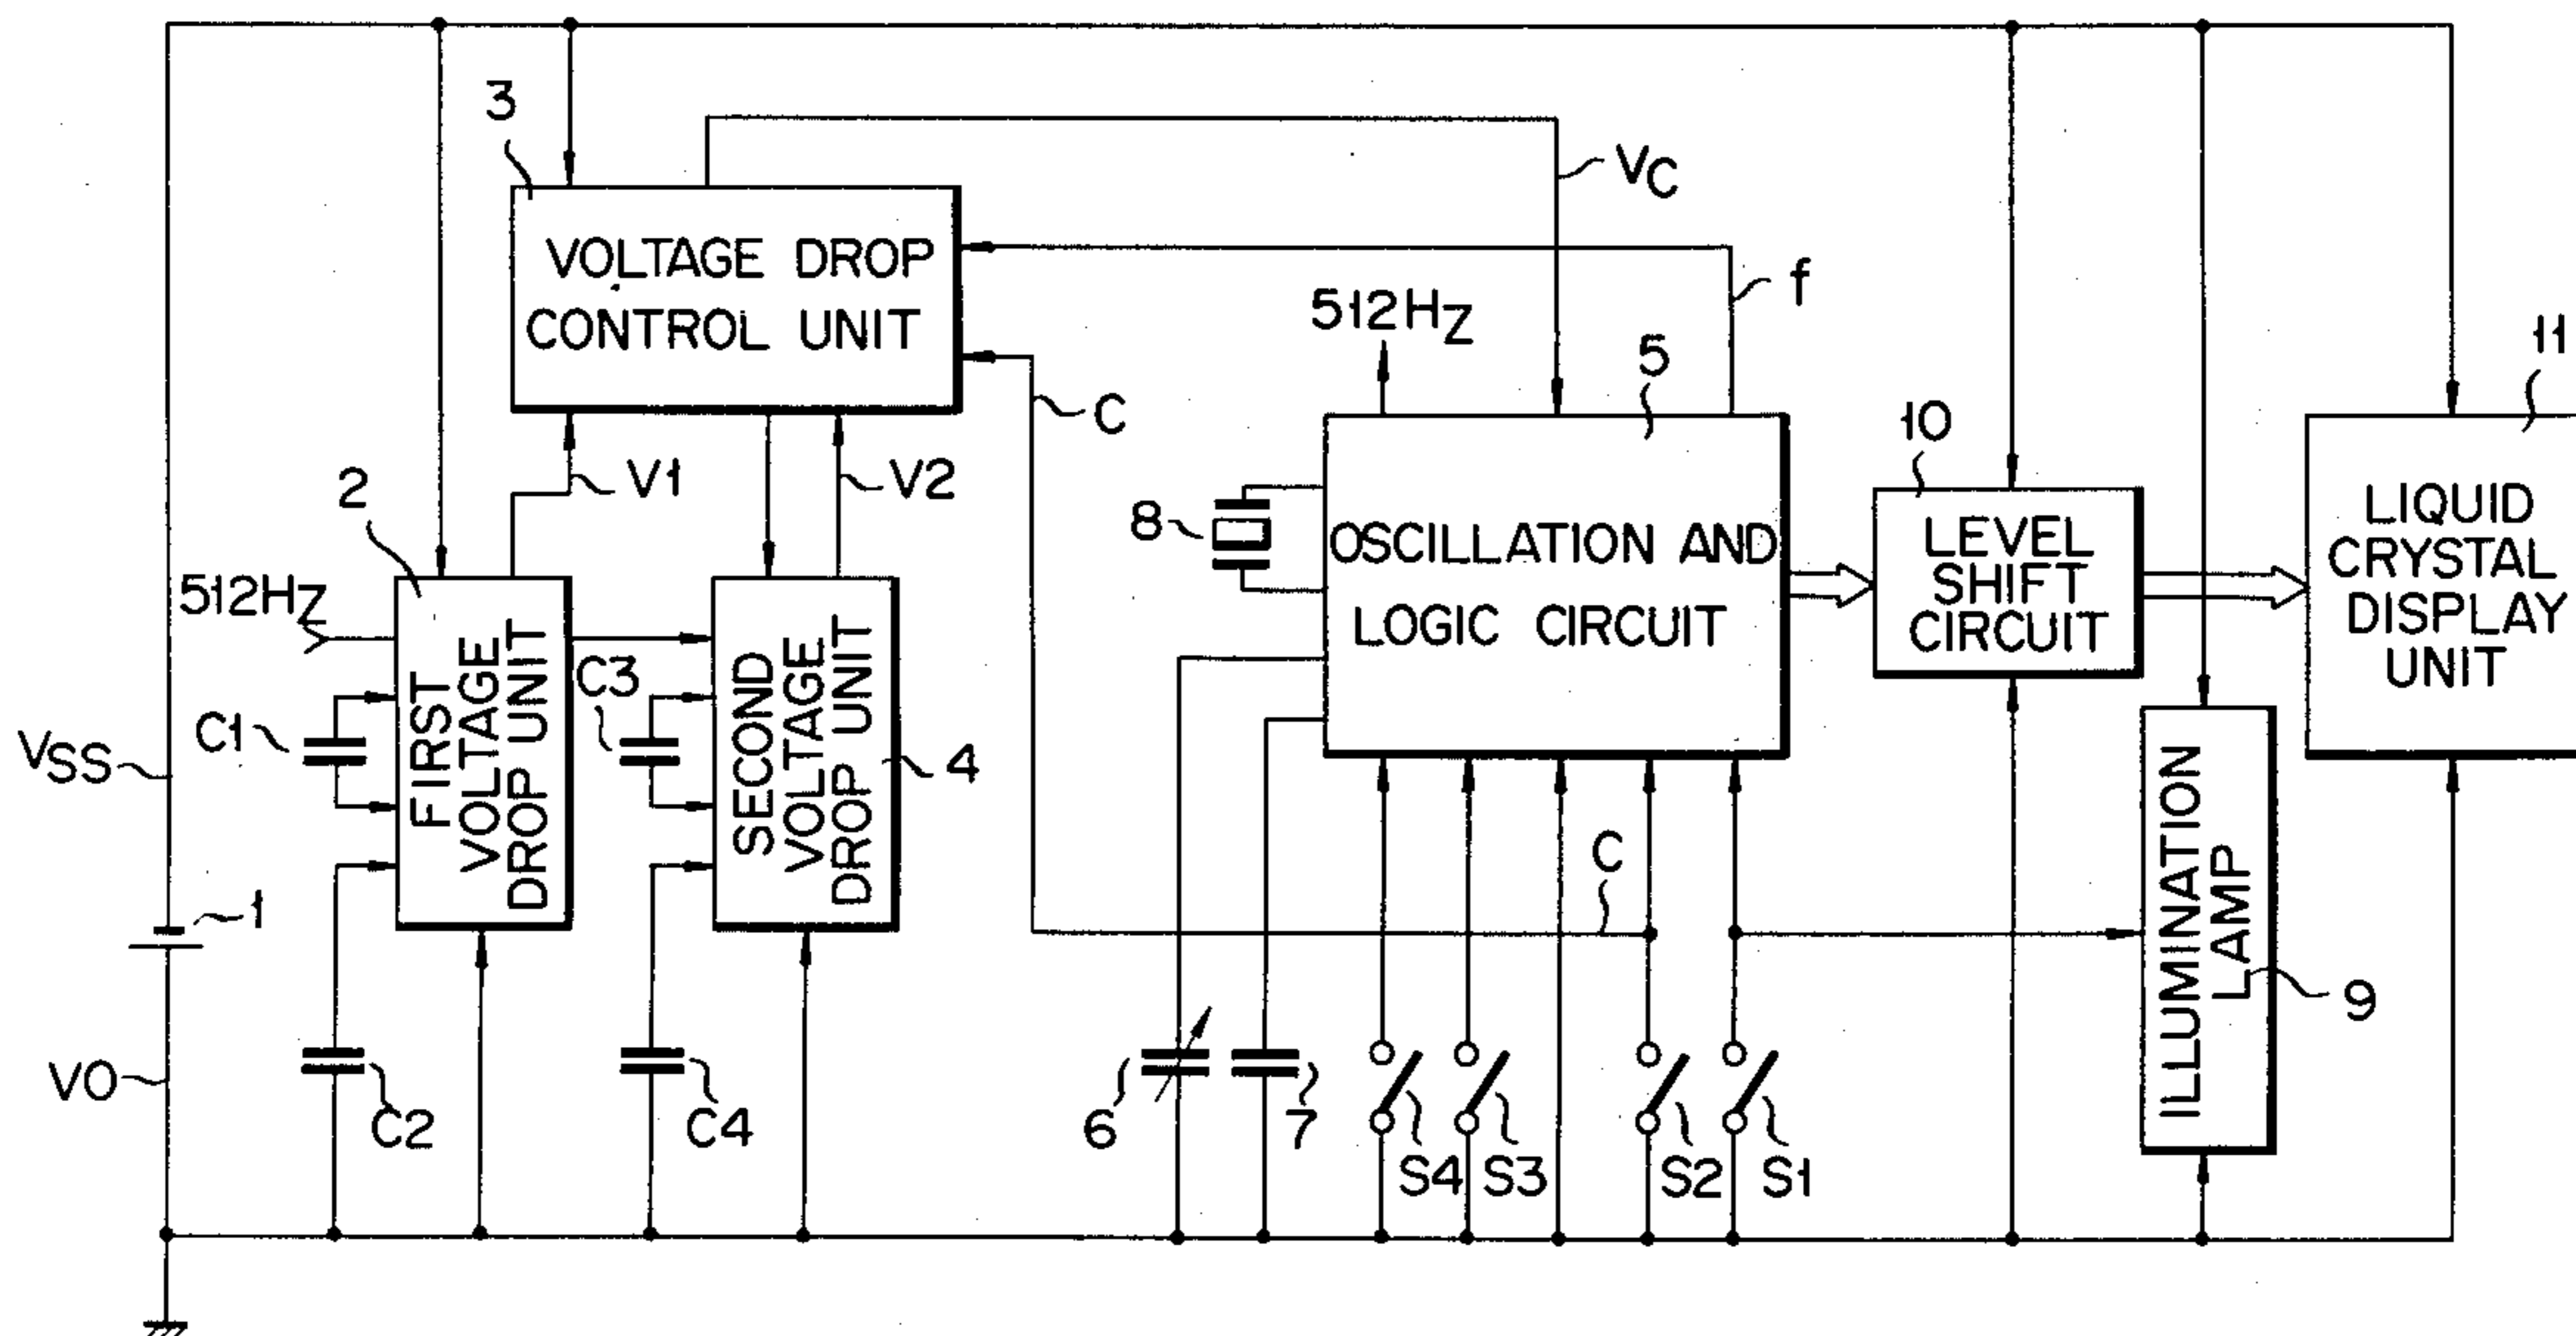 3
VOLTAGE DROP
CONTROL UNIT
VC
f
C
512HZ
5
11
V1
V2
2
512HZ
FIRST
VOLTAGE
DROP UNIT
C1
C3
SECOND
VOLTAGE
DROP UNIT
4
8
OSCILLATION AND
LOGIC CIRCUIT
10
LEVEL
SHIFT
CIRCUIT
LIQUID
CRYSTAL
DISPLAY
UNIT
VSS
1
C
ILLUMINATION
LAMP
9
VO
C2
C4
6
7
S4
S3
S2
S1